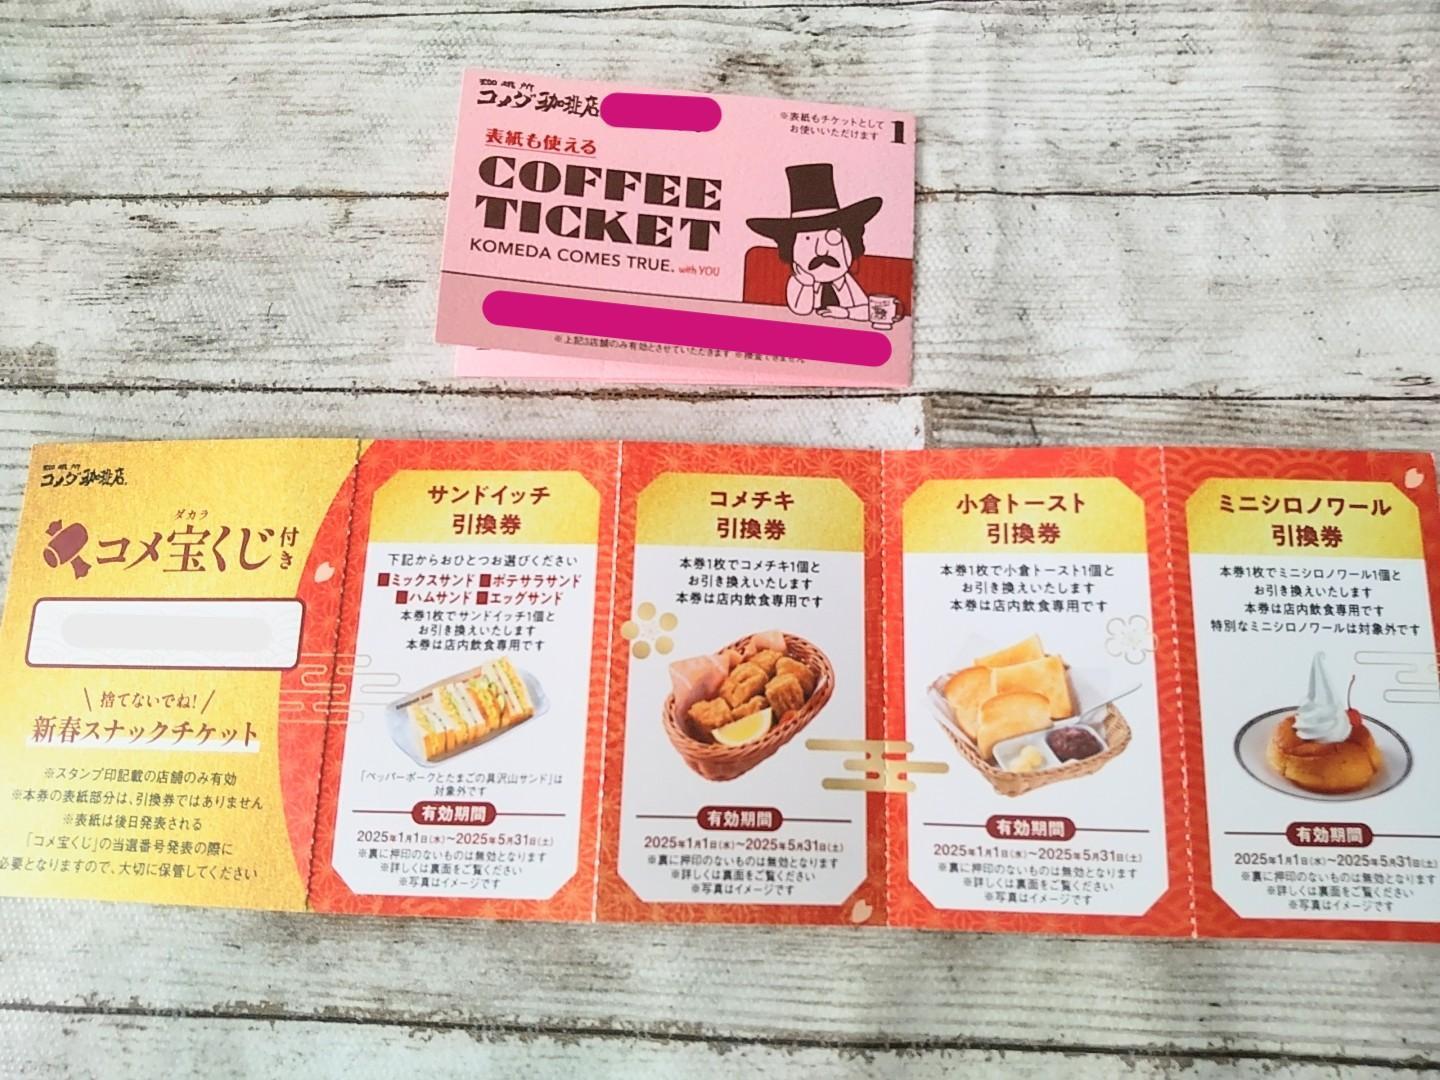 珈琲所
コメダ珈琲店
※表紙もチケットとして
お使いいただけます
1
表紙も使える
COFFEE
TICKET
KOMEDA COMES TRUE. with YOU
※上記3店舗のみ有効とさせていただきます ※換金できません
珈琲所
コメダ珈琲店
ダカラ
コメ宝くじ付き
捨てないでね!
新春スナックチケット
※スタンプ印記載の店舗のみ有効
※本券の表紙部分は、引換券ではありません
※表紙は後日発表される
「コメ宝くじ」の当選番号発表の際に
必要となりますので、大切に保管してください
サンドイッチ
引換券
下記からおひとつお選びください
■ミックスサンド ■ポテサラサンド
■ハムサンド ■エッグサンド
本券1枚でサンドイッチ1個と
お引き換えいたします
本券は店内飲食専用です
「ペッパーポークとたまごの具沢山サンド」は
対象外です
有効期間
2025年1月1日(水)~2025年5月31日(土)
※裏に押印のないものは無効となります
※詳しくは裏面をご覧ください
※写真はイメージです
コメチキ
引換券
本券1枚でコメチキ1個と
お引き換えいたします
本券は店内飲食専用です
有効期間
2025年1月1日(水)~2025年5月31日(土)
※裏に押印のないものは無効となります
※詳しくは裏面をご覧ください
※写真はイメージです
小倉トースト
引換券
本券1枚で小倉トースト1個と
お引き換えいたします
本券は店内飲食専用です
有効期間
2025年1月1日(水)~2025年5月31日(土)
※裏に押印のないものは無効となります
※詳しくは裏面をご覧ください
※写真はイメージです
ミニシロノワール
引換券
本券1枚でミニシロノワール1個と
お引き換えいたします
本券は店内飲食専用です
特別なミニシロノワールは対象外です
有効期間
2025年1月1日(水)~2025年5月31日(土)
※裏に押印のないものは無効となります
※詳しくは裏面をご覧ください
※写真はイメージです